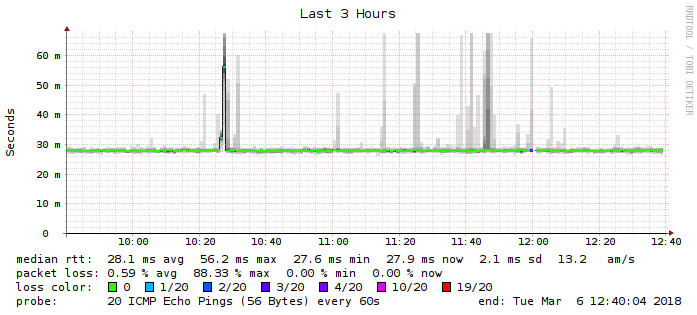 Last 3 Hours
RRDTOOL / TOBI OETIKER
Seconds
60 m
50 m
40 m
30 m
20 m
10 m
0
10:00 10:20 10:40 11:00 11:20 11:40 12:00 12:20 12:40
median rtt: 28.1 ms avg 56.2 ms max 27.6 ms min 27.9 ms now 2.1 ms sd 13.2 am/s
packet loss: 0.59 % avg 88.33 % max 0.00 % min 0.00 % now
loss color: 0 1/20 2/20 3/20 4/20 10/20 19/20
probe: 20 ICMP Echo Pings (56 Bytes) every 60s end: Tue Mar 6 12:40:04 2018